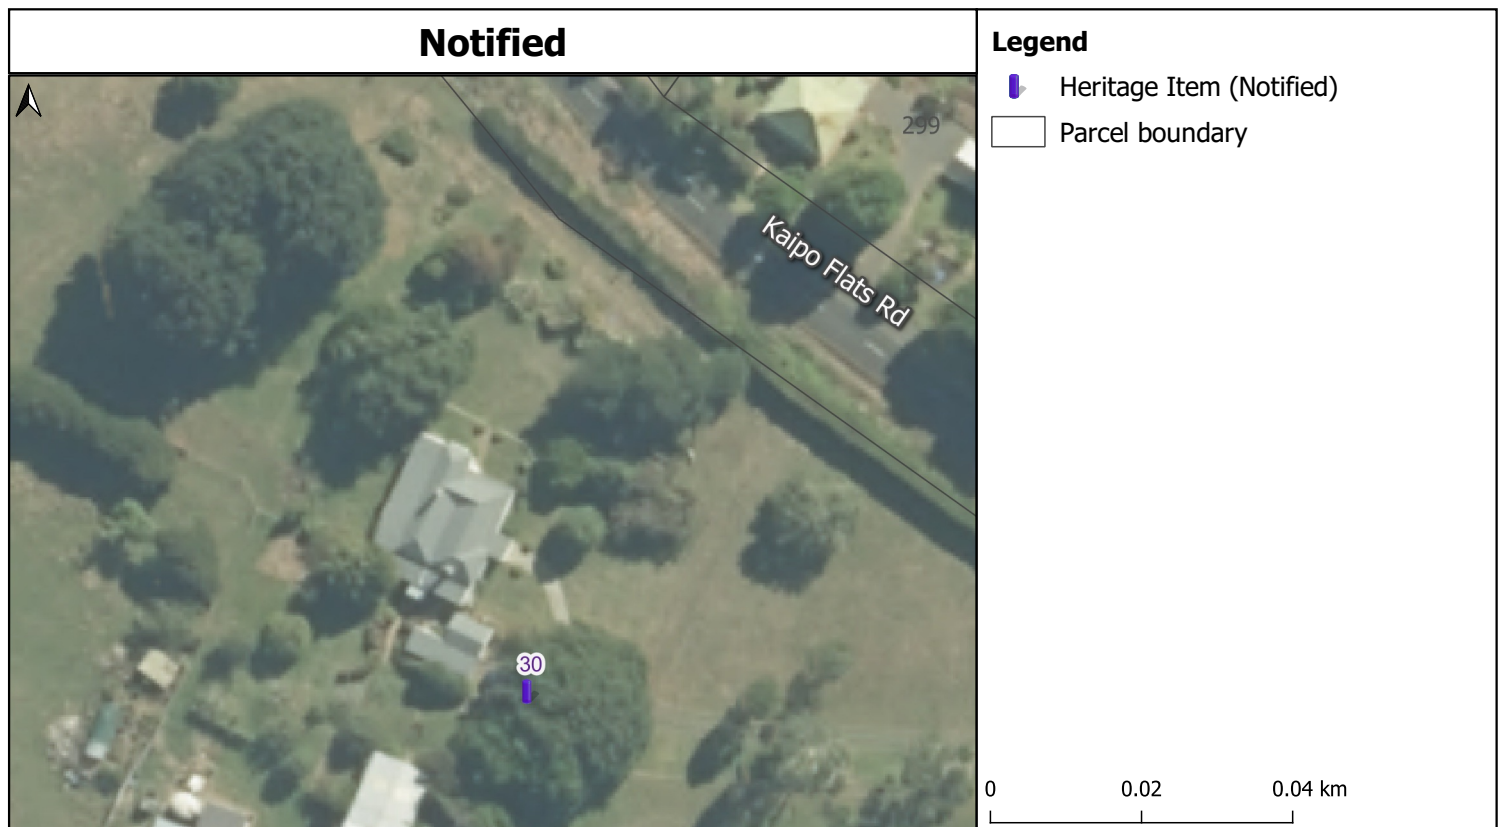 Notified
Legend
Heritage Item (Notified)
Parcel boundary
299
Kaipo Flats Rd
30
0 0.02 0.04 km